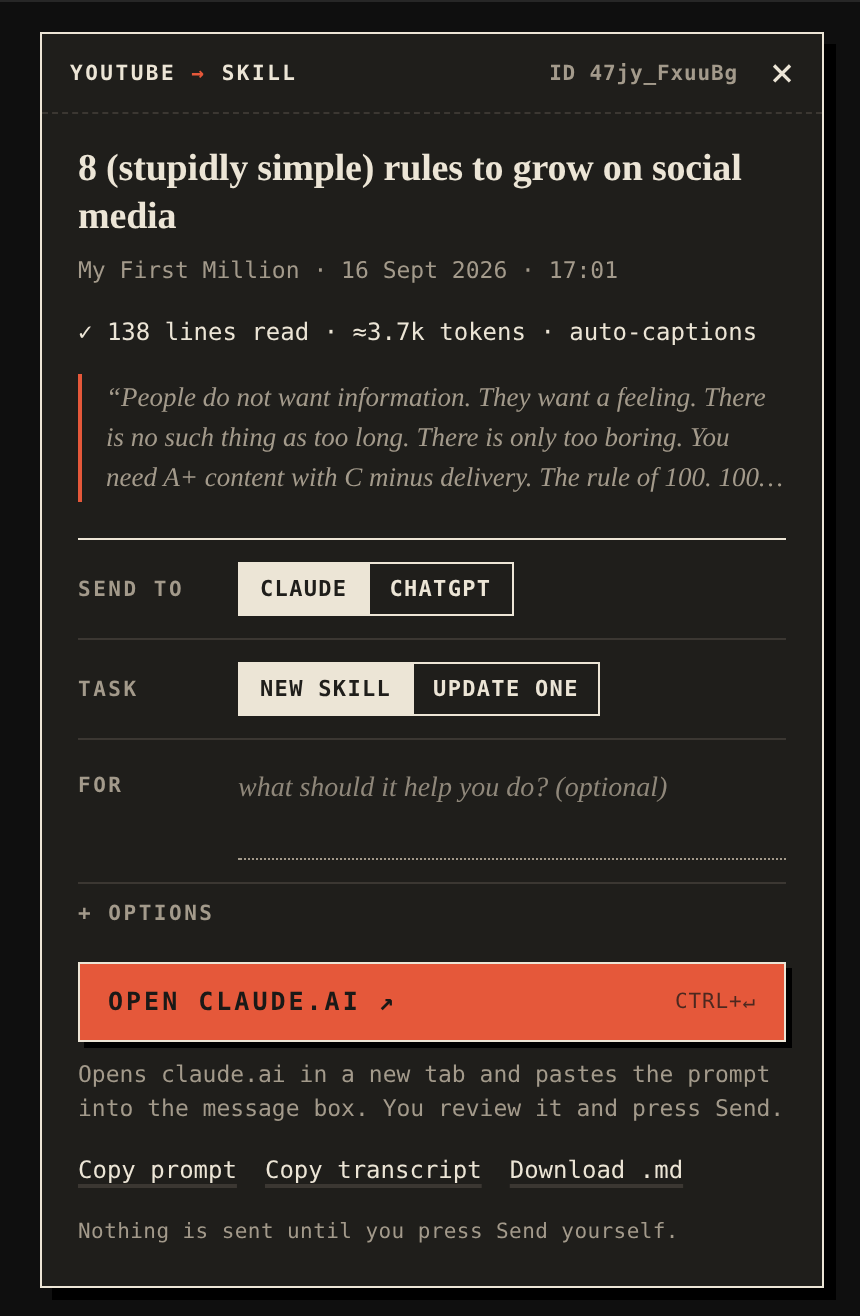 YOUTUBE → SKILL
ID 47jy_FxuuBg ✕
8 (stupidly simple) rules to grow on social
media
My First Million · 16 Sept 2026 · 17:01
✓ 138 lines read · ≈3.7k tokens · auto-captions
“People do not want information. They want a feeling. There
is no such thing as too long. There is only too boring. You
need A+ content with C minus delivery. The rule of 100. 100…
SEND TO CLAUDE CHATGPT
TASK NEW SKILL UPDATE ONE
FOR what should it help you do? (optional)
+ OPTIONS
OPEN CLAUDE.AI ↗ CTRL+↵
Opens claude.ai in a new tab and pastes the prompt
into the message box. You review it and press Send.
Copy prompt Copy transcript Download .md
Nothing is sent until you press Send yourself.